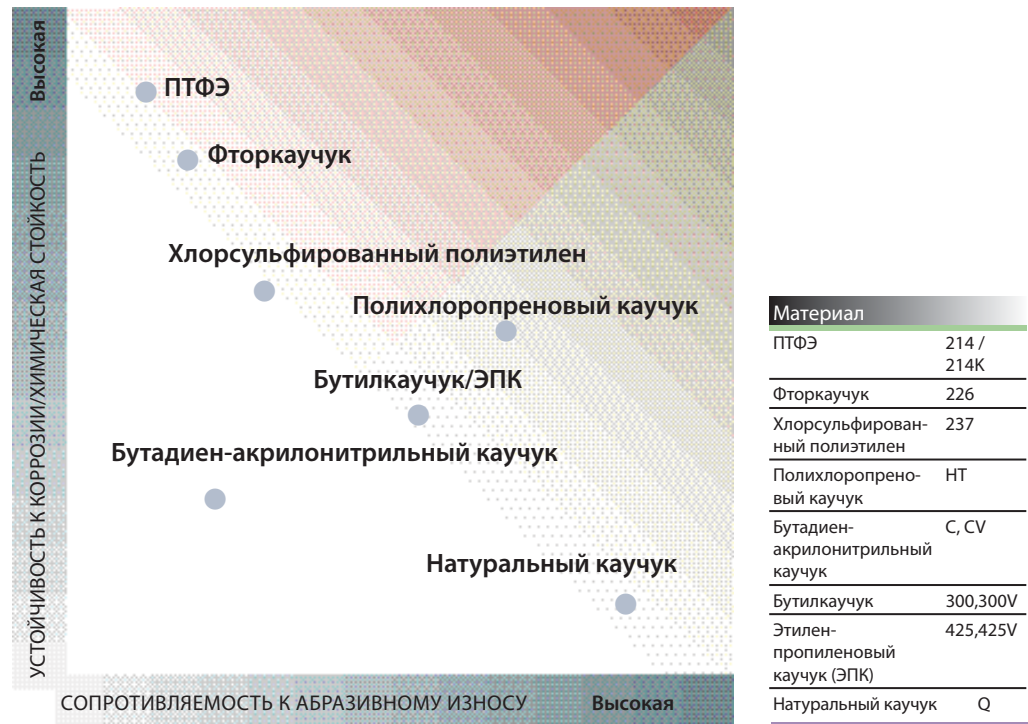 Высокая
УСТОЙЧИВОСТЬ К КОРРОЗИИ/ХИМИЧЕСКАЯ СТОЙКОСТЬ
ПТФЭ
Фторкаучук
Хлорсульфированный полиэтилен
Полихлоропреновый каучук
Бутилкаучук/ЭПК
Бутадиен-акрилонитрильный каучук
Натуральный каучук
СОПРОТИВЛЯЕМОСТЬ К АБРАЗИВНОМУ ИЗНОСУ Высокая
Материал
ПТФЭ 214 /
214K
Фторкаучук 226
Хлорсульфирован- 237
ный полиэтилен
Полихлоропрено- HT
вый каучук
Бутадиен- C, CV
акрилонитрильный
каучук
Бутилкаучук 300,300V
Этилен- 425,425V
пропиленовый
каучук (ЭПК)
Натуральный каучук Q